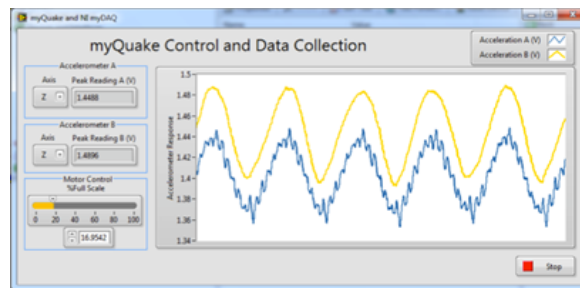 myQuake and NI myDAQ
myQuake Control and Data Collection
Acceleration A (V)
Acceleration B (V)
Accelerometer A
Axis Peak Reading A (V)
Z 1.4488
Accelerometer B
Axis Peak Reading B (V)
Z 1.4896
Motor Control
%Full Scale
0 20 40 60 80 100
16.9542
Accelerometer Response
1.5
1.48
1.46
1.44
1.42
1.40
1.38
1.36
1.34
Stop